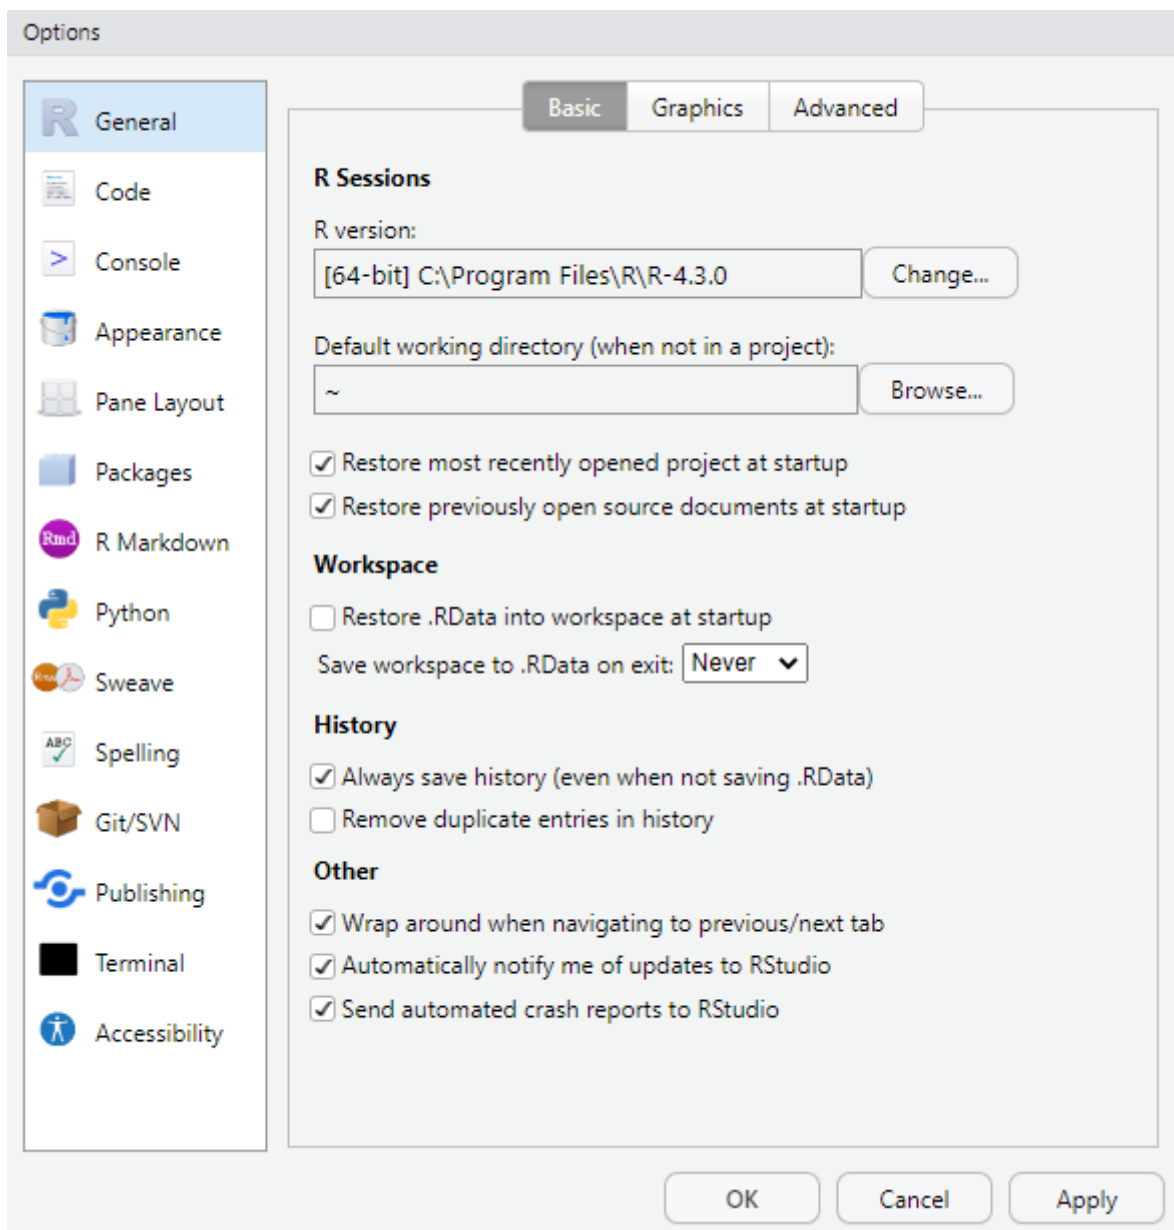 Options
General
Code
Console
Appearance
Pane Layout
Packages
Rmd R Markdown
Python
Rnw Sweave
ABC Spelling
Git/SVN
Publishing
Terminal
Accessibility
Basic Graphics Advanced
R Sessions
R version:
[64-bit] C:\Program Files\R\R-4.3.0 Change...
Default working directory (when not in a project):
~ Browse...
Restore most recently opened project at startup
Restore previously open source documents at startup
Workspace
Restore .RData into workspace at startup
Save workspace to .RData on exit: Never
History
Always save history (even when not saving .RData)
Remove duplicate entries in history
Other
Wrap around when navigating to previous/next tab
Automatically notify me of updates to RStudio
Send automated crash reports to RStudio
OK Cancel Apply